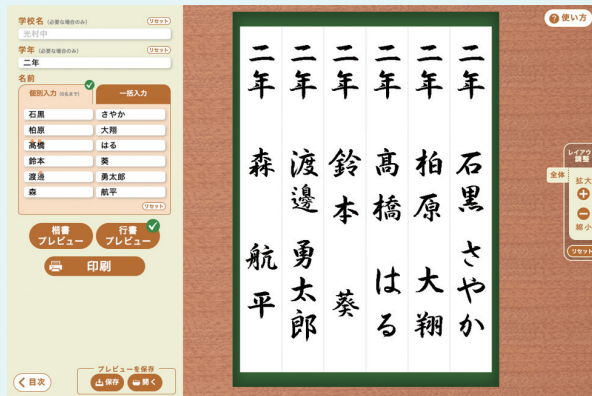 学校名 (必要な場合のみ) リセット
光村中
学年 (必要な場合のみ) リセット
二年
名前
個別入力 (6名まで) 一括入力
石黒 さやか
柏原 大翔
髙橋 はる
鈴本 葵
渡邉 勇太郎
森 航平
リセット
楷書プレビュー
行書プレビュー
印刷
プレビューを保存
保存 開く
目次
二年 石黒 さやか
二年 柏原 大翔
二年 髙橋 はる
二年 鈴本 葵
二年 渡邊 勇太郎
二年 森 航平
使い方
レイアウト調整
全体
拡大
縮小
リセット